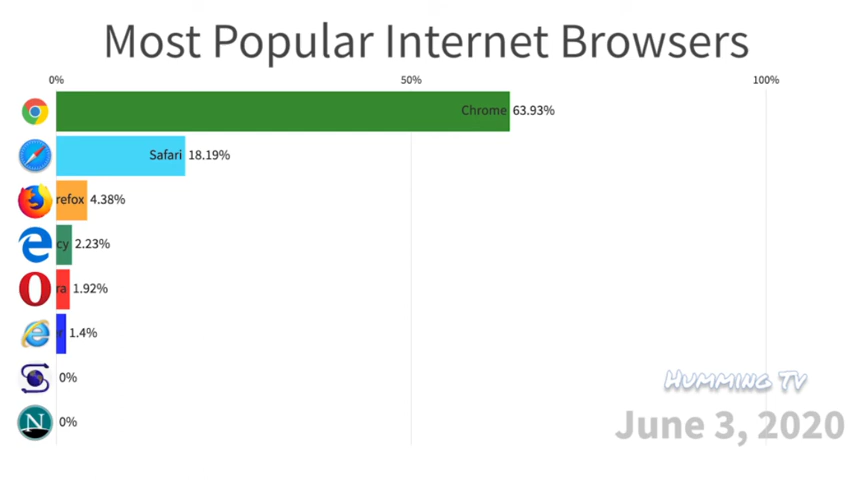 Most Popular Internet Browsers
0% 50% 100%
Chrome 63.93%
Safari 18.19%
refox 4.38%
cy 2.23%
ra 1.92%
1.4%
0%
0%
Humming TV
June 3, 2020